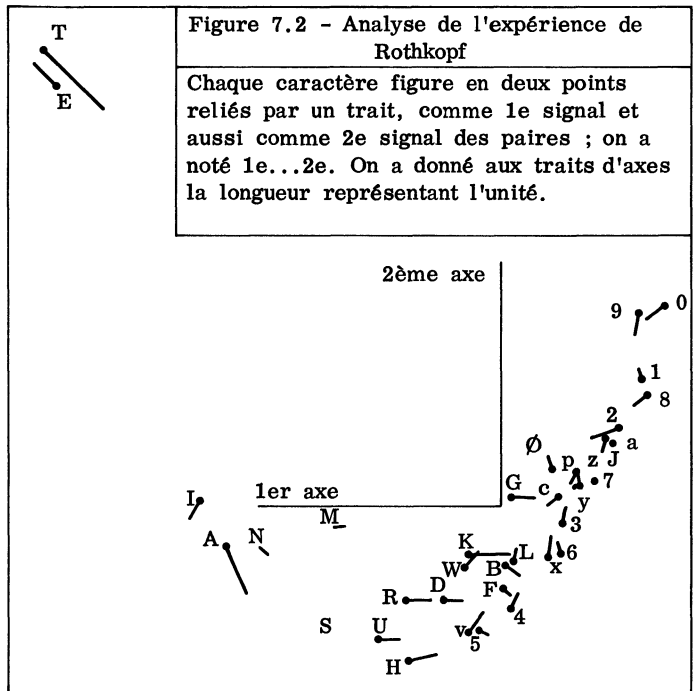 T
E
Figure 7.2 - Analyse de l'expérience de
Rothkopf
Chaque caractère figure en deux points
reliés par un trait, comme 1e signal et
aussi comme 2e signal des paires ; on a
noté 1e...2e. On a donné aux traits d'axes
la longueur représentant l'unité.
2ème axe
9 0
1
8
2
a
Ø p z J
7
I 1er axe G c y
M 3
A N K L 6
W B x
R D F 4
S U v 5
H